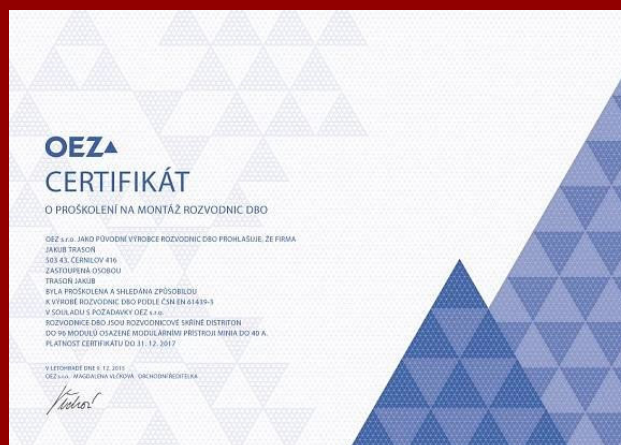 OEZ
CERTIFIKÁT
O PROŠKOLENÍ NA MONTÁŽ ROZVODNIC DBO
OEZ s.r.o. JAKO PŮVODNÍ VÝROBCE ROZVODNIC DBO PROHLAŠUJE, ŽE FIRMA
JAKUB TRASOŇ
503 43, ČERNILOV 416
ZASTOUPENÁ OSOBOU
TRASOŇ JAKUB
BYLA PROŠKOLENA A SHLEDÁNA ZPŮSOBILOU
K VÝROBĚ ROZVODNIC DBO PODLE ČSN EN 61439-3
V SOULADU S POŽADAVKY OEZ s.r.o.
ROZVODNICE DBO JSOU ROZVODNICOVÉ SKŘÍNĚ DISTRITON
DO 96 MODULŮ OSAZENÉ MODULÁRNÍMI PŘÍSTROJI MINIA DO 40 A.
PLATNOST CERTIFIKÁTU DO 31. 12. 2017
V LETOHRADĚ DNE 12. 2015
OEZ s.r.o. MAGDALENA VLČKOVÁ OBCHODNÍ ŘEDITELKA